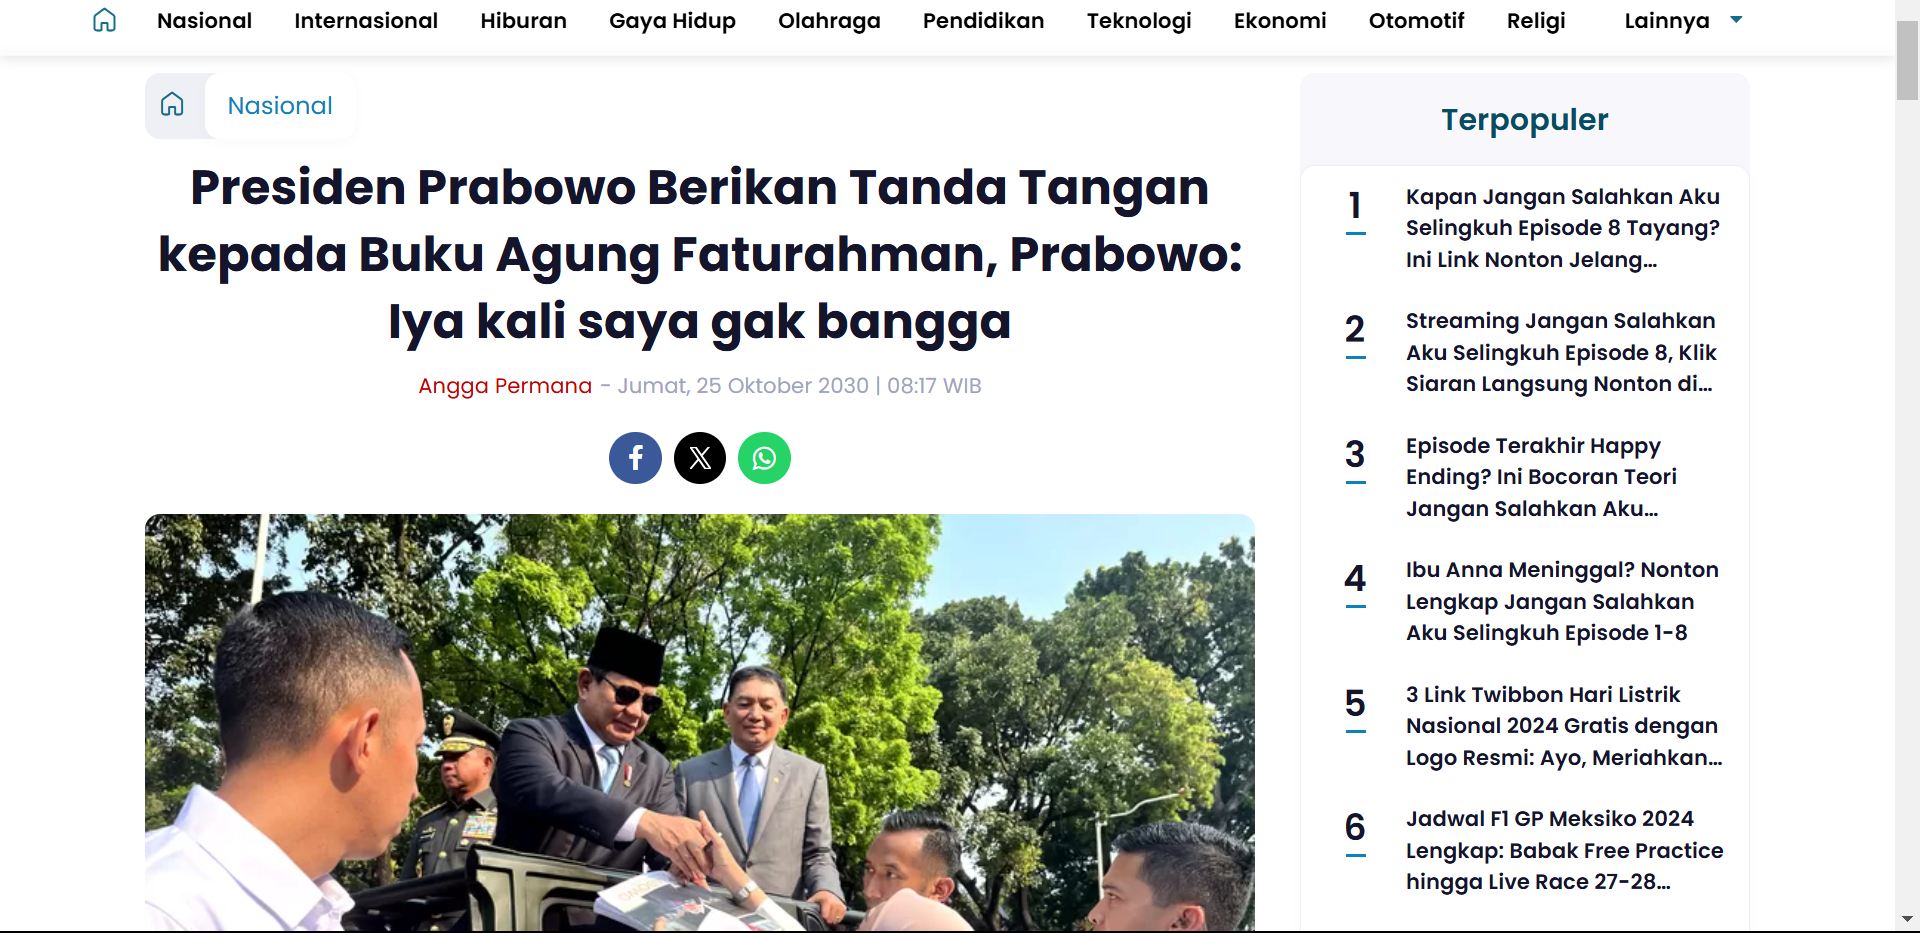 Nasional Internasional Hiburan Gaya Hidup Olahraga Pendidikan Teknologi Ekonomi Otomotif Religi Lainnya
Nasional
Presiden Prabowo Berikan Tanda Tangan
kepada Buku Agung Faturahman, Prabowo:
Iya kali saya gak bangga
Angga Permana - Jumat, 25 Oktober 2030 | 08:17 WIB
Terpopuler
1
Kapan Jangan Salahkan Aku
Selingkuh Episode 8 Tayang?
Ini Link Nonton Jelang...
2
Streaming Jangan Salahkan
Aku Selingkuh Episode 8, Klik
Siaran Langsung Nonton di...
3
Episode Terakhir Happy
Ending? Ini Bocoran Teori
Jangan Salahkan Aku...
4
Ibu Anna Meninggal? Nonton
Lengkap Jangan Salahkan
Aku Selingkuh Episode 1-8
5
3 Link Twibbon Hari Listrik
Nasional 2024 Gratis dengan
Logo Resmi: Ayo, Meriahkan...
6
Jadwal F1 GP Meksiko 2024
Lengkap: Babak Free Practice
hingga Live Race 27-28...